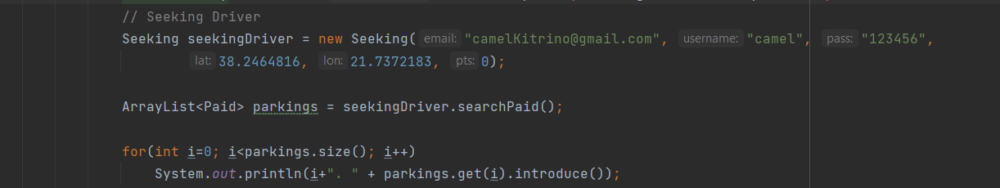 // Seeking Driver
Seeking seekingDriver = new Seeking( email: "camelKitrino@gmail.com", username: "camel", pass: "123456",
lat: 38.2464816, lon: 21.7372183, pts: 0);
ArrayList<Paid> parkings = seekingDriver.searchPaid();
for(int i=0; i<parkings.size(); i++)
System.out.println(i+". " + parkings.get(i).introduce());